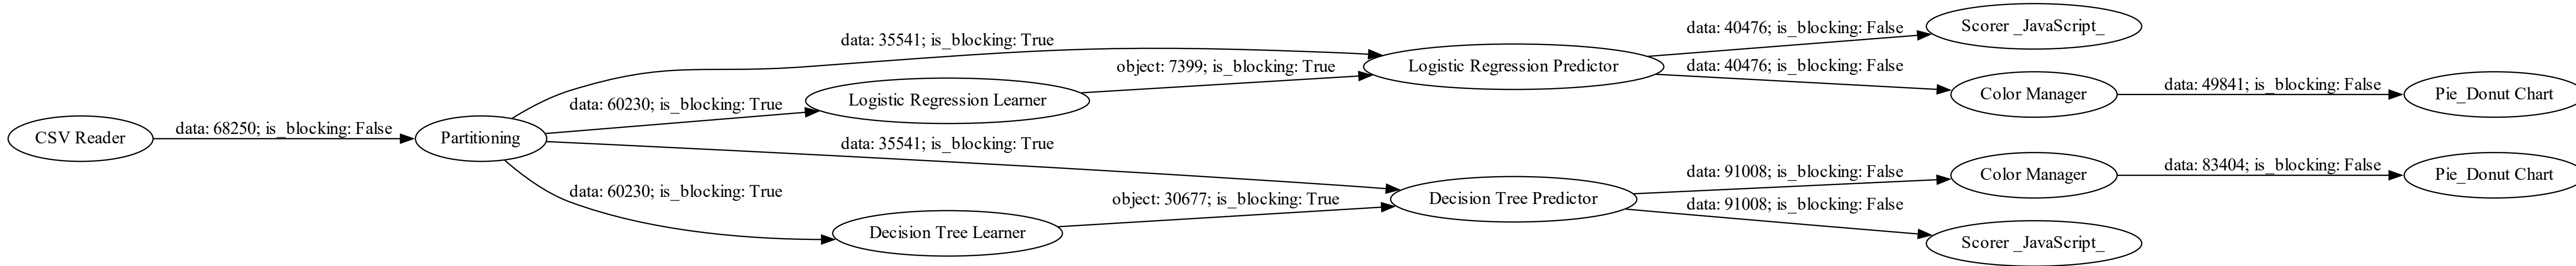 CSV Reader
data: 68250; is_blocking: False
Partitioning
data: 35541; is_blocking: True
data: 60230; is_blocking: True
Logistic Regression Learner
object: 7399; is_blocking: True
Logistic Regression Predictor
data: 40476; is_blocking: False
Scorer _JavaScript_
data: 40476; is_blocking: False
Color Manager
data: 49841; is_blocking: False
Pie_Donut Chart
data: 35541; is_blocking: True
data: 60230; is_blocking: True
Decision Tree Learner
object: 30677; is_blocking: True
Decision Tree Predictor
data: 91008; is_blocking: False
Color Manager
data: 83404; is_blocking: False
Pie_Donut Chart
data: 91008; is_blocking: False
Scorer _JavaScript_